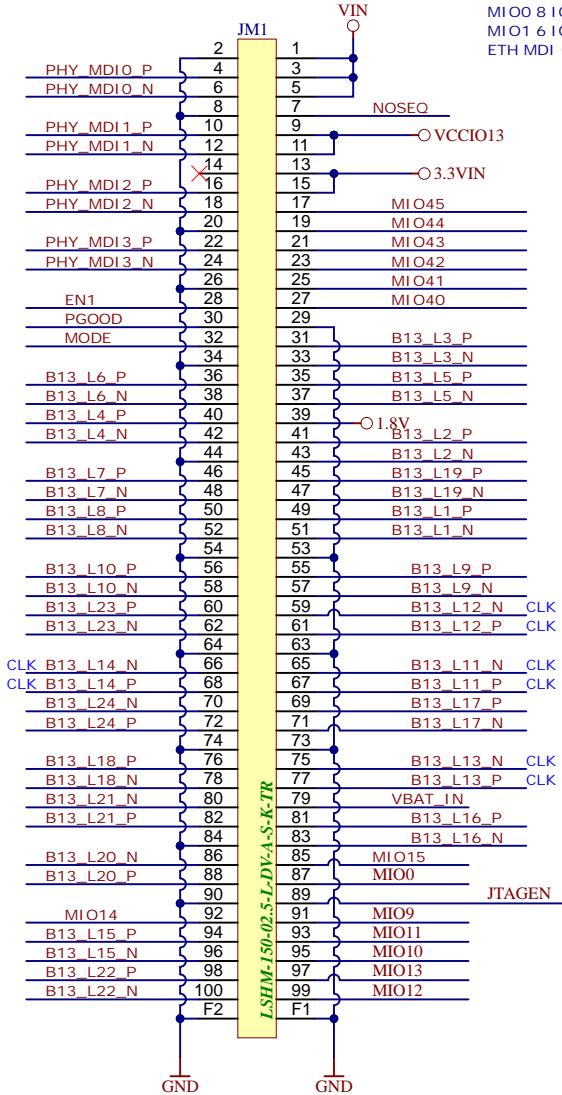 VIN
MIO0 8 IO
MIO1 6 IO
ETH MDI
JM1
2 1
PHY_MDI0_P 4 3
PHY_MDI0_N 6 5
8 7 NOSEQ
PHY_MDI1_P 10 9 VCCIO13
PHY_MDI1_N 12 11
14 13 3.3VIN
PHY_MDI2_P 16 15
PHY_MDI2_N 18 17 MIO45
20 19 MIO44
PHY_MDI3_P 22 21 MIO43
PHY_MDI3_N 24 23 MIO42
26 25 MIO41
EN1 28 27 MIO40
PGOOD 30 29
MODE 32 31 B13_L3_P
34 33 B13_L3_N
B13_L6_P 36 35 B13_L5_P
B13_L6_N 38 37 B13_L5_N
B13_L4_P 40 39 1.8V
B13_L4_N 42 41 B13_L2_P
44 43 B13_L2_N
B13_L7_P 46 45 B13_L19_P
B13_L7_N 48 47 B13_L19_N
B13_L8_P 50 49 B13_L1_P
B13_L8_N 52 51 B13_L1_N
54 53
B13_L10_P 56 55 B13_L9_P
B13_L10_N 58 57 B13_L9_N
B13_L23_P 60 59 B13_L12_N CLK
B13_L23_N 62 61 B13_L12_P CLK
64 63
CLK B13_L14_N 66 65 B13_L11_N CLK
CLK B13_L14_P 68 67 B13_L11_P CLK
B13_L24_N 70 69 B13_L17_P
B13_L24_P 72 71 B13_L17_N
74 73
B13_L18_P 76 75 B13_L13_N CLK
B13_L18_N 78 77 B13_L13_P CLK
B13_L21_N 80 79 VBAT_IN
B13_L21_P 82 81 B13_L16_P
84 83 B13_L16_N
B13_L20_N 86 85 MIO15
B13_L20_P 88 87 MIO0
90 89 JTAGEN
MIO14 92 91 MIO9
B13_L15_P 94 93 MIO11
B13_L15_N 96 95 MIO10
B13_L22_P 98 97 MIO13
B13_L22_N 100 99 MIO12
F2 F1
LSHM-150-02.5-L-DV-A-S-K-TR
GND GND